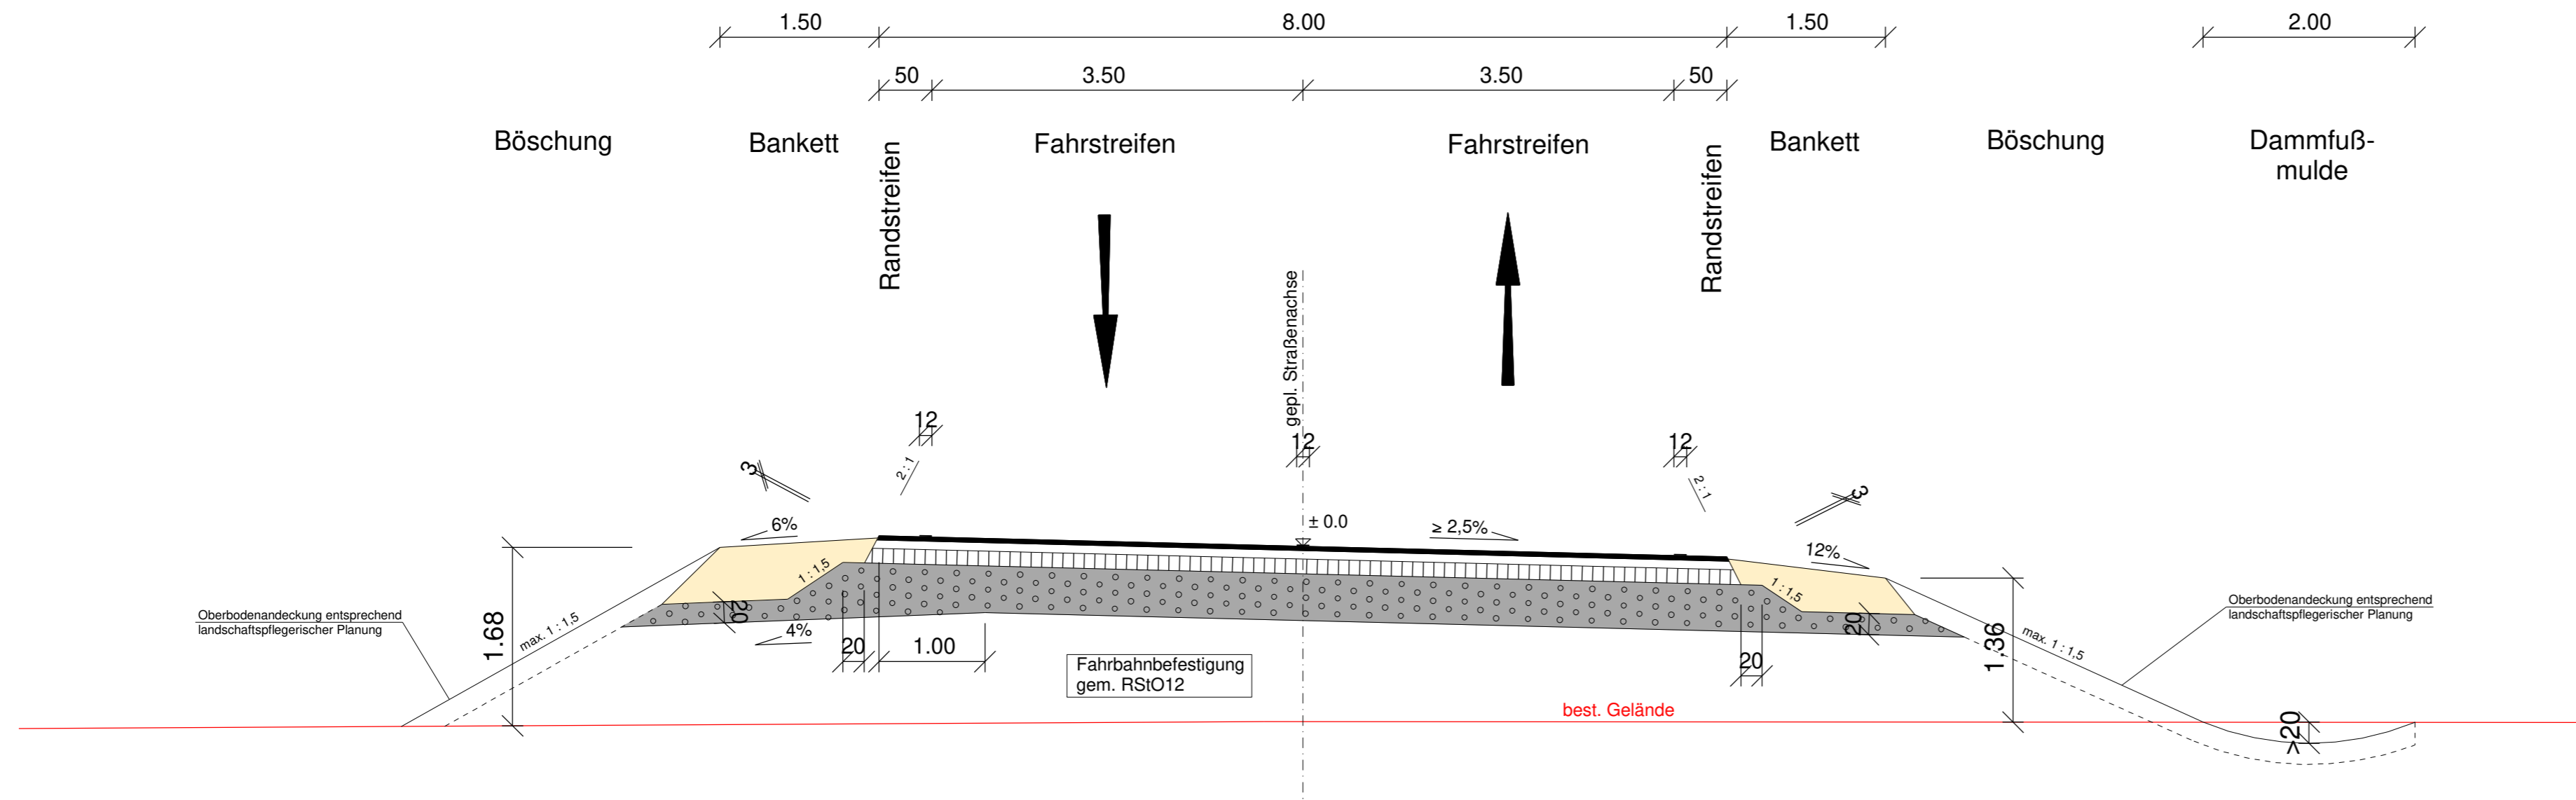 1.50
8.00
1.50
2.00
50
3.50
3.50
50
Böschung
Bankett
Randstreifen
Fahrstreifen
Fahrstreifen
Randstreifen
Bankett
Böschung
Dammfuß-
mulde
gepl. Straßenachse
12
12
12
3
2 : 1
2 : 1
3
6%
± 0.0
≥ 2,5%
12%
1 : 1,5
1 : 1,5
Oberbodenandeckung entsprechend
landschaftspflegerischer Planung
1.68
max. 1 : 1,5
20
4%
20
1.00
Fahrbahnbefestigung
gem. RStO12
20
20
1.36
max. 1 : 1,5
Oberbodenandeckung entsprechend
landschaftspflegerischer Planung
best. Gelände
>20